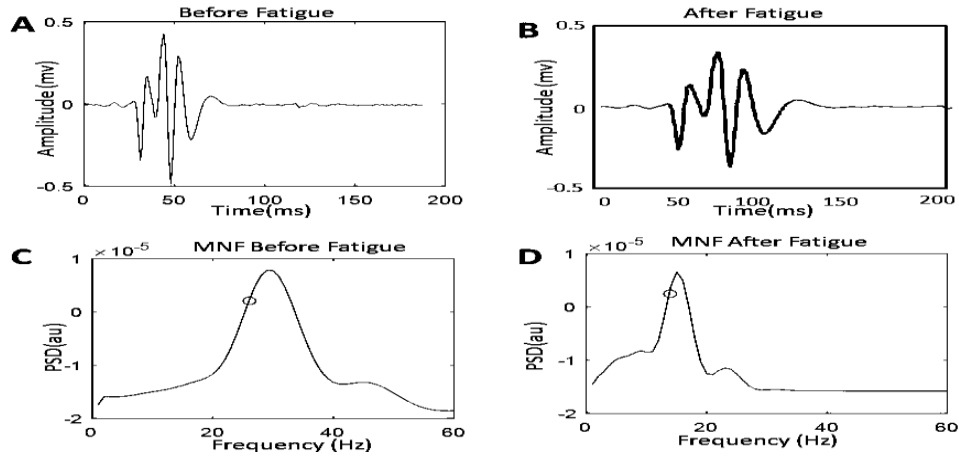 A
Before Fatigue
0.5
0
-0.5
Amplitude (mv)
0 50 100 150 200
Time(ms)
B
After Fatigue
0.5
0
-0.5
Amplitude (mv)
0 50 100 150 200
Time(ms)
C
× 10-5
MNF Before Fatigue
1
0
-1
-2
PSD(au)
0 20 40 60
Frequency (Hz)
D
× 10-5
MNF After Fatigue
1
0
-1
-2
PSD(au)
0 20 40 60
Frequency (Hz)